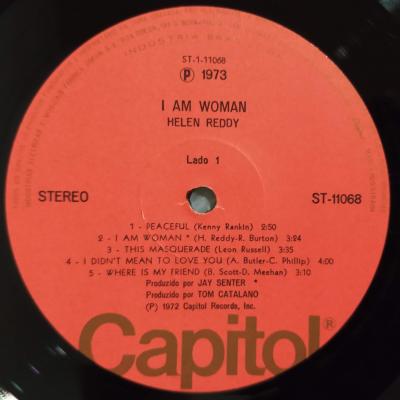 INDUSTRIA BRAS
ST-1-11068
Ⓟ 1973
I AM WOMAN
HELEN REDDY
Lado 1
STEREO
ST-11068
1 - PEACEFUL (Kenny Rankin) 2:50
2 - I AM WOMAN * (H. Reddy-R. Burton) 3:24
3 - THIS MASQUERADE (Leon Russell) 3:35
4 - I DIDN'T MEAN TO LOVE YOU (A. Butler-C. Phillip) 4:00
5 - WHERE IS MY FRIEND (B. Scott-D. Meehan) 3:10
Produzido por JAY SENTER *
Produzido por TOM CATALANO
(P) 1972 Capitol Records, Inc.
Capitol®